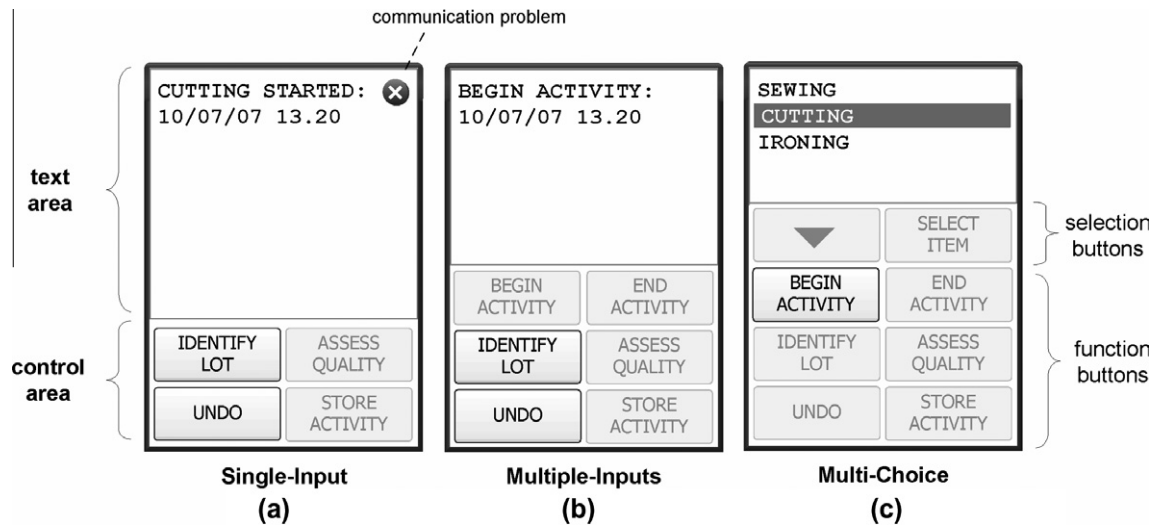 communication problem
text
area
control
area
CUTTING STARTED:
10/07/07 13.20
IDENTIFY
LOT
ASSESS
QUALITY
UNDO
STORE
ACTIVITY
Single-Input
(a)
BEGIN ACTIVITY:
10/07/07 13.20
BEGIN
ACTIVITY
END
ACTIVITY
IDENTIFY
LOT
ASSESS
QUALITY
UNDO
STORE
ACTIVITY
Multiple-Inputs
(b)
SEWING
CUTTING
IRONING
SELECT
ITEM
BEGIN
ACTIVITY
END
ACTIVITY
IDENTIFY
LOT
ASSESS
QUALITY
UNDO
STORE
ACTIVITY
Multi-Choice
(c)
selection
buttons
function
buttons